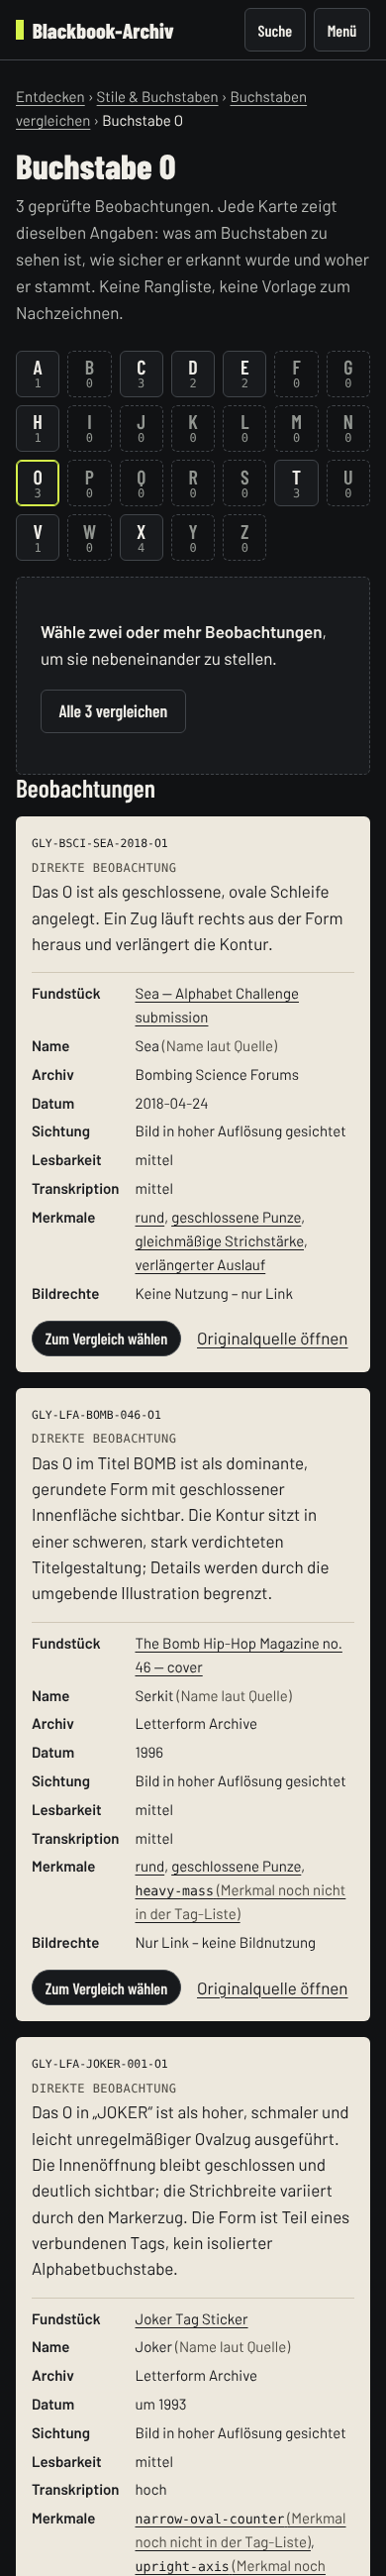 Blackbook-Archiv
Suche
Menü
Entdecken › Stile & Buchstaben › Buchstaben
vergleichen › Buchstabe O
Buchstabe O
3 geprüfte Beobachtungen. Jede Karte zeigt
dieselben Angaben: was am Buchstaben zu
sehen ist, wie sicher er erkannt wurde und woher
er stammt. Keine Rangliste, keine Vorlage zum
Nachzeichnen.
A B C D E F G
1 0 3 2 2 0 0
H I J K L M N
1 0 0 0 0 0 0
O P Q R S T U
3 0 0 0 0 3 0
V W X Y Z
1 0 4 0 0
Wähle zwei oder mehr Beobachtungen,
um sie nebeneinander zu stellen.
Alle 3 vergleichen
Beobachtungen
GLY-BSCI-SEA-2018-O1
DIREKTE BEOBACHTUNG
Das O ist als geschlossene, ovale Schleife
angelegt. Ein Zug läuft rechts aus der Form
heraus und verlängert die Kontur.
Fundstück Sea — Alphabet Challenge
submission
Name Sea (Name laut Quelle)
Archiv Bombing Science Forums
Datum 2018-04-24
Sichtung Bild in hoher Auflösung gesichtet
Lesbarkeit mittel
Transkription mittel
Merkmale rund, geschlossene Punze,
gleichmäßige Strichstärke,
verlängerter Auslauf
Bildrechte Keine Nutzung – nur Link
Zum Vergleich wählen Originalquelle öffnen
GLY-LFA-BOMB-046-O1
DIREKTE BEOBACHTUNG
Das O im Titel BOMB ist als dominante,
gerundete Form mit geschlossener
Innenfläche sichtbar. Die Kontur sitzt in
einer schweren, stark verdichteten
Titelgestaltung; Details werden durch die
umgebende Illustration begrenzt.
Fundstück The Bomb Hip-Hop Magazine no.
46 — cover
Name Serkit (Name laut Quelle)
Archiv Letterform Archive
Datum 1996
Sichtung Bild in hoher Auflösung gesichtet
Lesbarkeit mittel
Transkription mittel
Merkmale rund, geschlossene Punze,
heavy-mass (Merkmal noch nicht
in der Tag-Liste)
Bildrechte Nur Link – keine Bildnutzung
Zum Vergleich wählen Originalquelle öffnen
GLY-LFA-JOKER-001-O1
DIREKTE BEOBACHTUNG
Das O in „JOKER“ ist als hoher, schmaler und
leicht unregelmäßiger Ovalzug ausgeführt.
Die Innenöffnung bleibt geschlossen und
deutlich sichtbar; die Strichbreite variiert
durch den Markerzug. Die Form ist Teil eines
verbundenen Tags, kein isolierter
Alphabetbuchstabe.
Fundstück Joker Tag Sticker
Name Joker (Name laut Quelle)
Archiv Letterform Archive
Datum um 1993
Sichtung Bild in hoher Auflösung gesichtet
Lesbarkeit mittel
Transkription hoch
Merkmale narrow-oval-counter (Merkmal
noch nicht in der Tag-Liste),
upright-axis (Merkmal noch